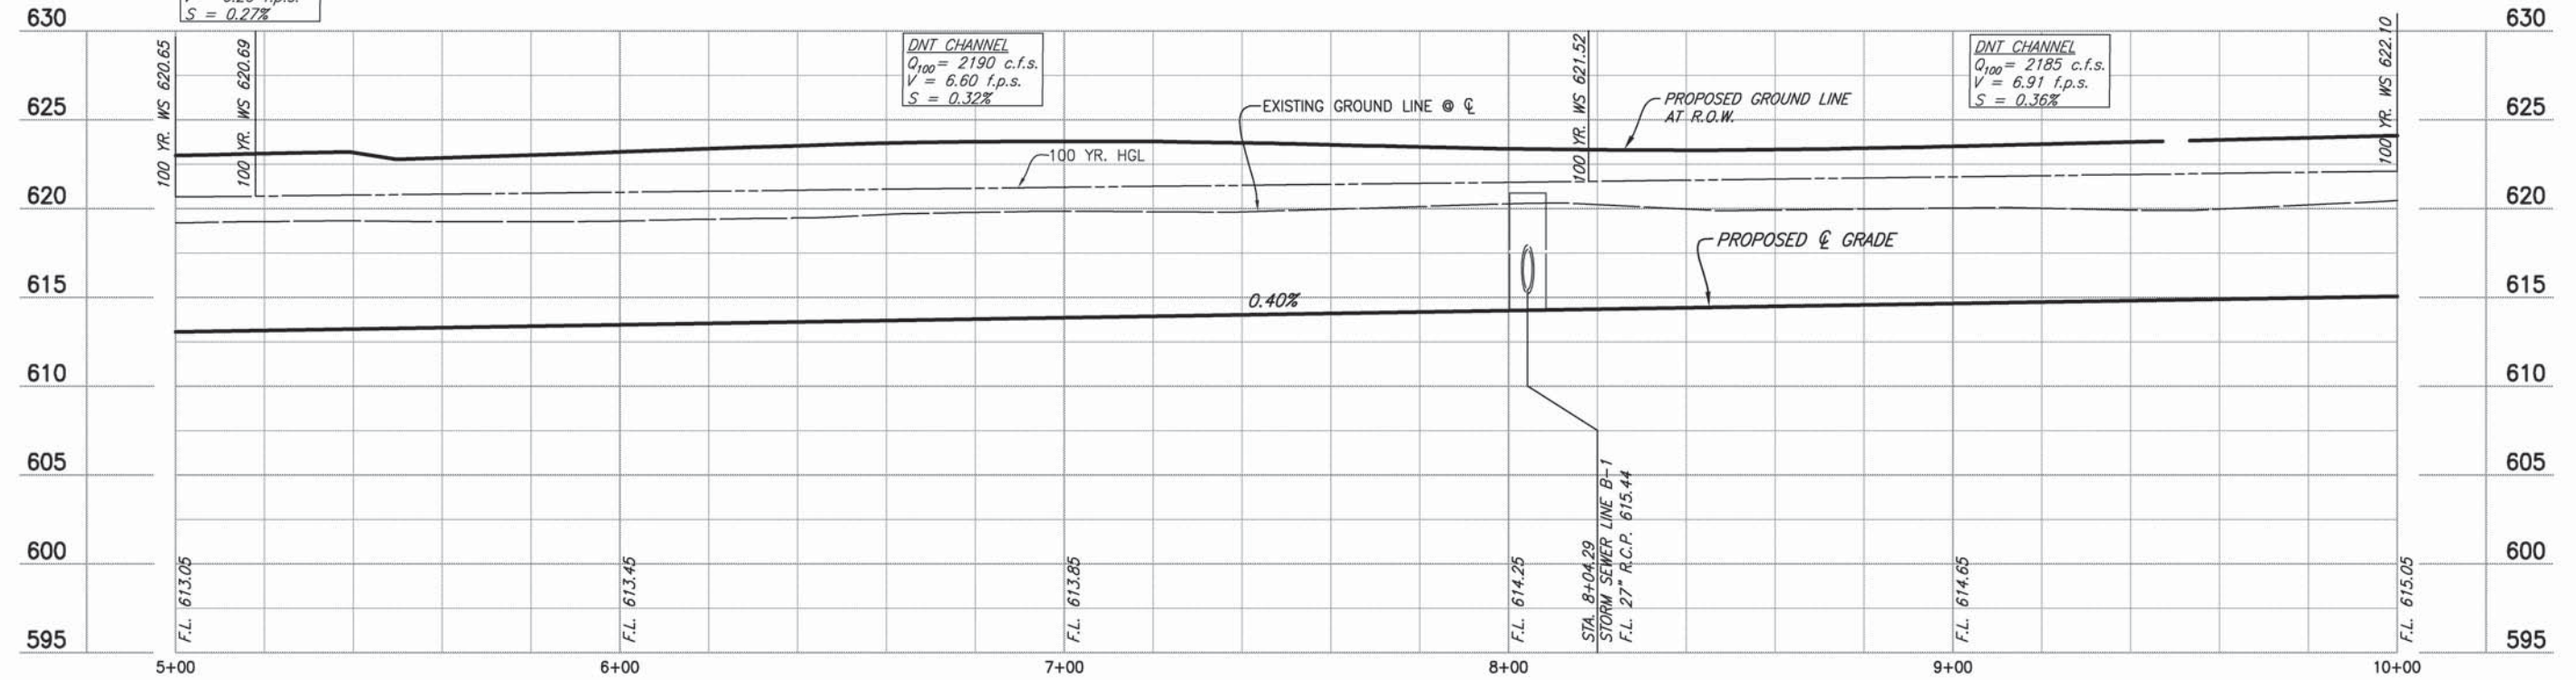 S = 0.27%
630
630
100 YR. WS 620.65
100 YR. WS 620.69
DNT CHANNEL
Q100= 2190 c.f.s.
V = 6.60 f.p.s.
S = 0.32%
100 YR. WS 621.52
DNT CHANNEL
Q100= 2185 c.f.s.
V = 6.91 f.p.s.
S = 0.36%
100 YR. WS 622.10
625
EXISTING GROUND LINE @ ℄
PROPOSED GROUND LINE
AT R.O.W.
625
100 YR. HGL
620
620
PROPOSED ℄ GRADE
615
0.40%
615
610
610
605
605
600
600
F.L. 613.05
F.L. 613.45
F.L. 613.85
F.L. 614.25
STA. 8+04.29
STORM SEWER LINE B-1
F.L. 27" R.C.P. 615.44
F.L. 614.65
F.L. 615.05
595
595
5+00
6+00
7+00
8+00
9+00
10+00